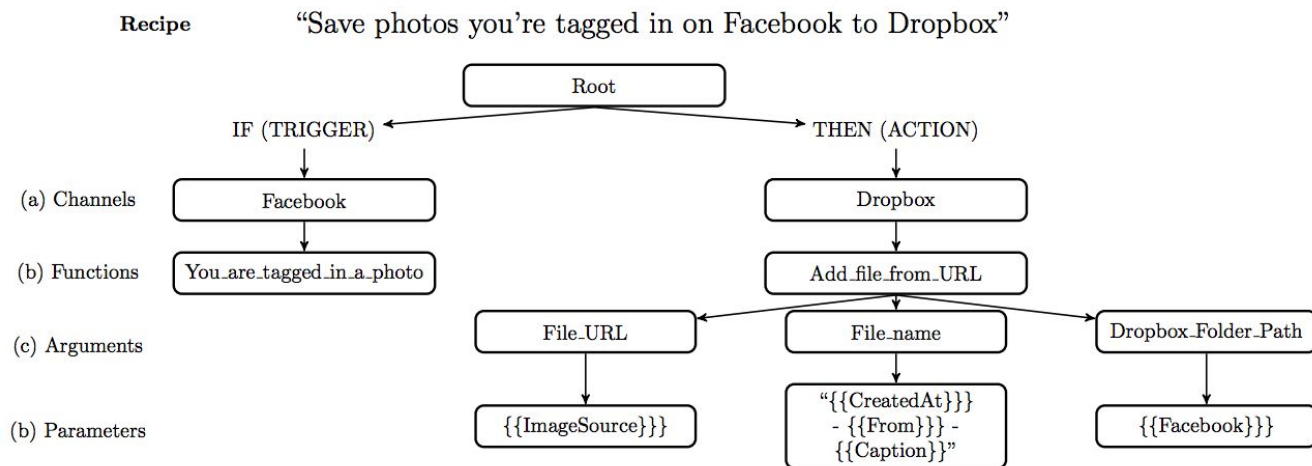 Recipe “Save photos you’re tagged in on Facebook to Dropbox”
Root
IF (TRIGGER) THEN (ACTION)
(a) Channels Facebook Dropbox
(b) Functions You_are_tagged_in_a_photo Add_file_from_URL
(c) Arguments File_URL File_name Dropbox_Folder_Path
“{{CreatedAt}}}
(b) Parameters {{ImageSource}}} - {{From}}} - {{Facebook}}}
{{Caption}}”